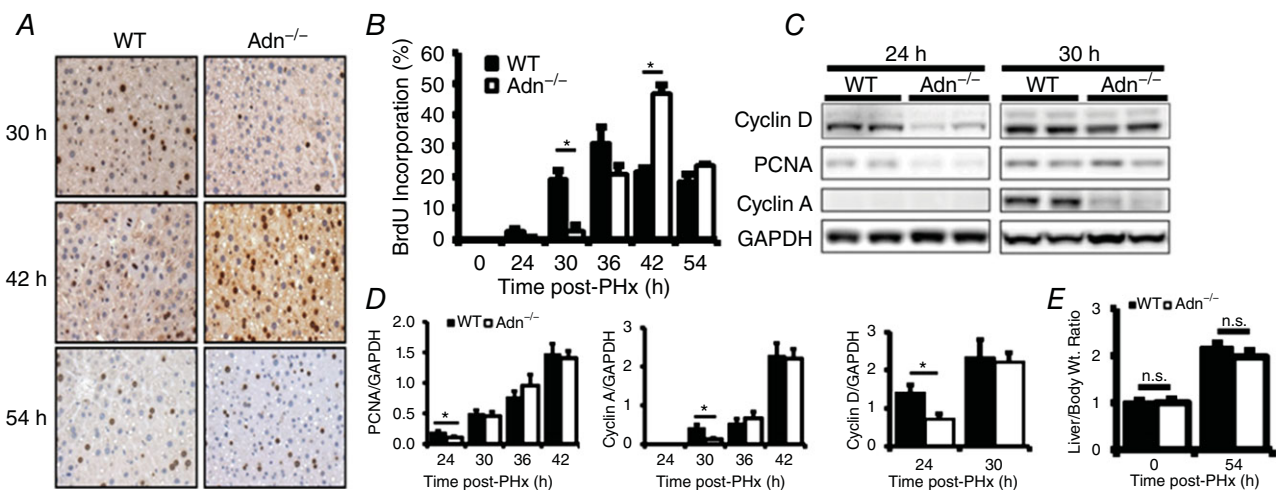 A
WT
Adn−/−
30 h
42 h
54 h
B
BrdU Incorporation (%)
60
50
40
30
20
10
0
WT
Adn−/−
*
*
0 24 30 36 42 54
Time post-PHx (h)
C
24 h
30 h
WT
Adn−/−
WT
Adn−/−
Cyclin D
PCNA
Cyclin A
GAPDH
D
WT Adn−/−
PCNA/GAPDH
2.0
1.5
1.0
0.5
0.0
*
24 30 36 42
Time post-PHx (h)
Cyclin A/GAPDH
3
2
1
0
*
24 30 36 42
Time post-PHx (h)
Cyclin D/GAPDH
3
2
1
0
*
24 30
Time post-PHx (h)
E
WT Adn−/−
Liver/Body Wt. Ratio
3
2
1
0
n.s.
n.s.
0 54
Time post-PHx (h)